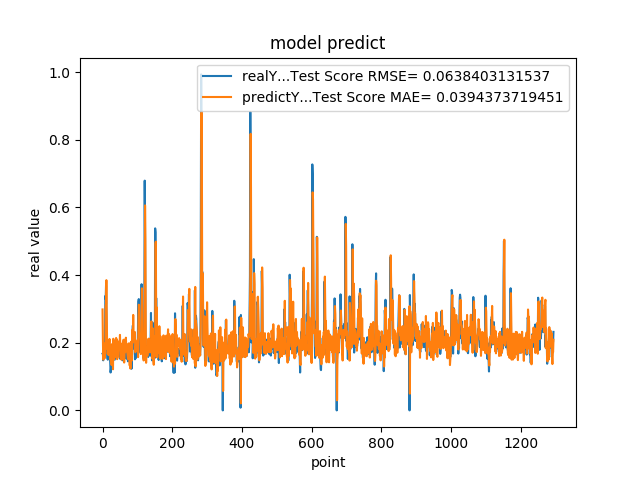 model predict
realY...Test Score RMSE= 0.0638403131537
predictY...Test Score MAE= 0.0394373719451
1.0
0.8
0.6
0.4
0.2
0.0
real value
0 200 400 600 800 1000 1200
point